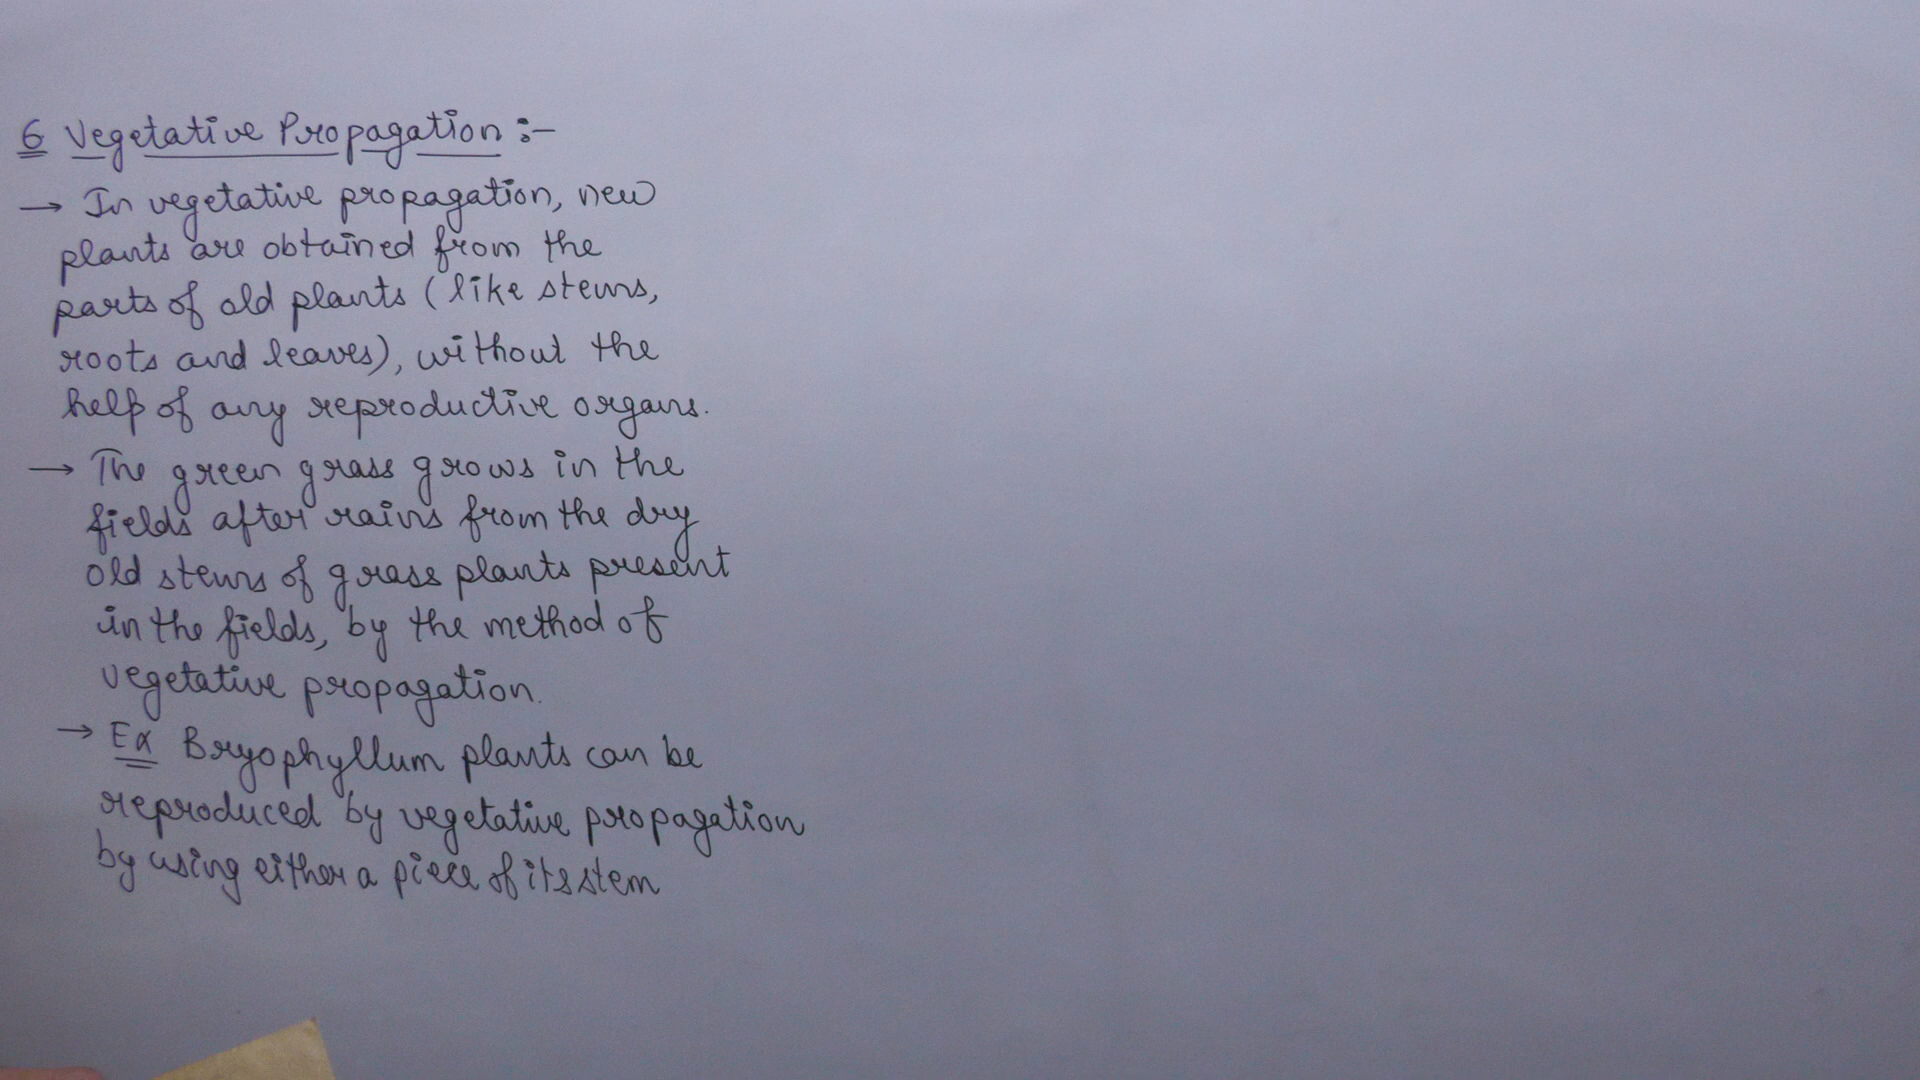 6 Vegetative Propagation :-
→ In vegetative propagation, new
plants are obtained from the
parts of old plants (like stems,
roots and leaves), without the
help of any reproductive organs.
→ The green grass grows in the
fields after rains from the dry
old stems of grass plants present
in the fields, by the method of
vegetative propagation.
→ Ex Bryophyllum plants can be
reproduced by vegetative propagation
by using either a piece of its stem